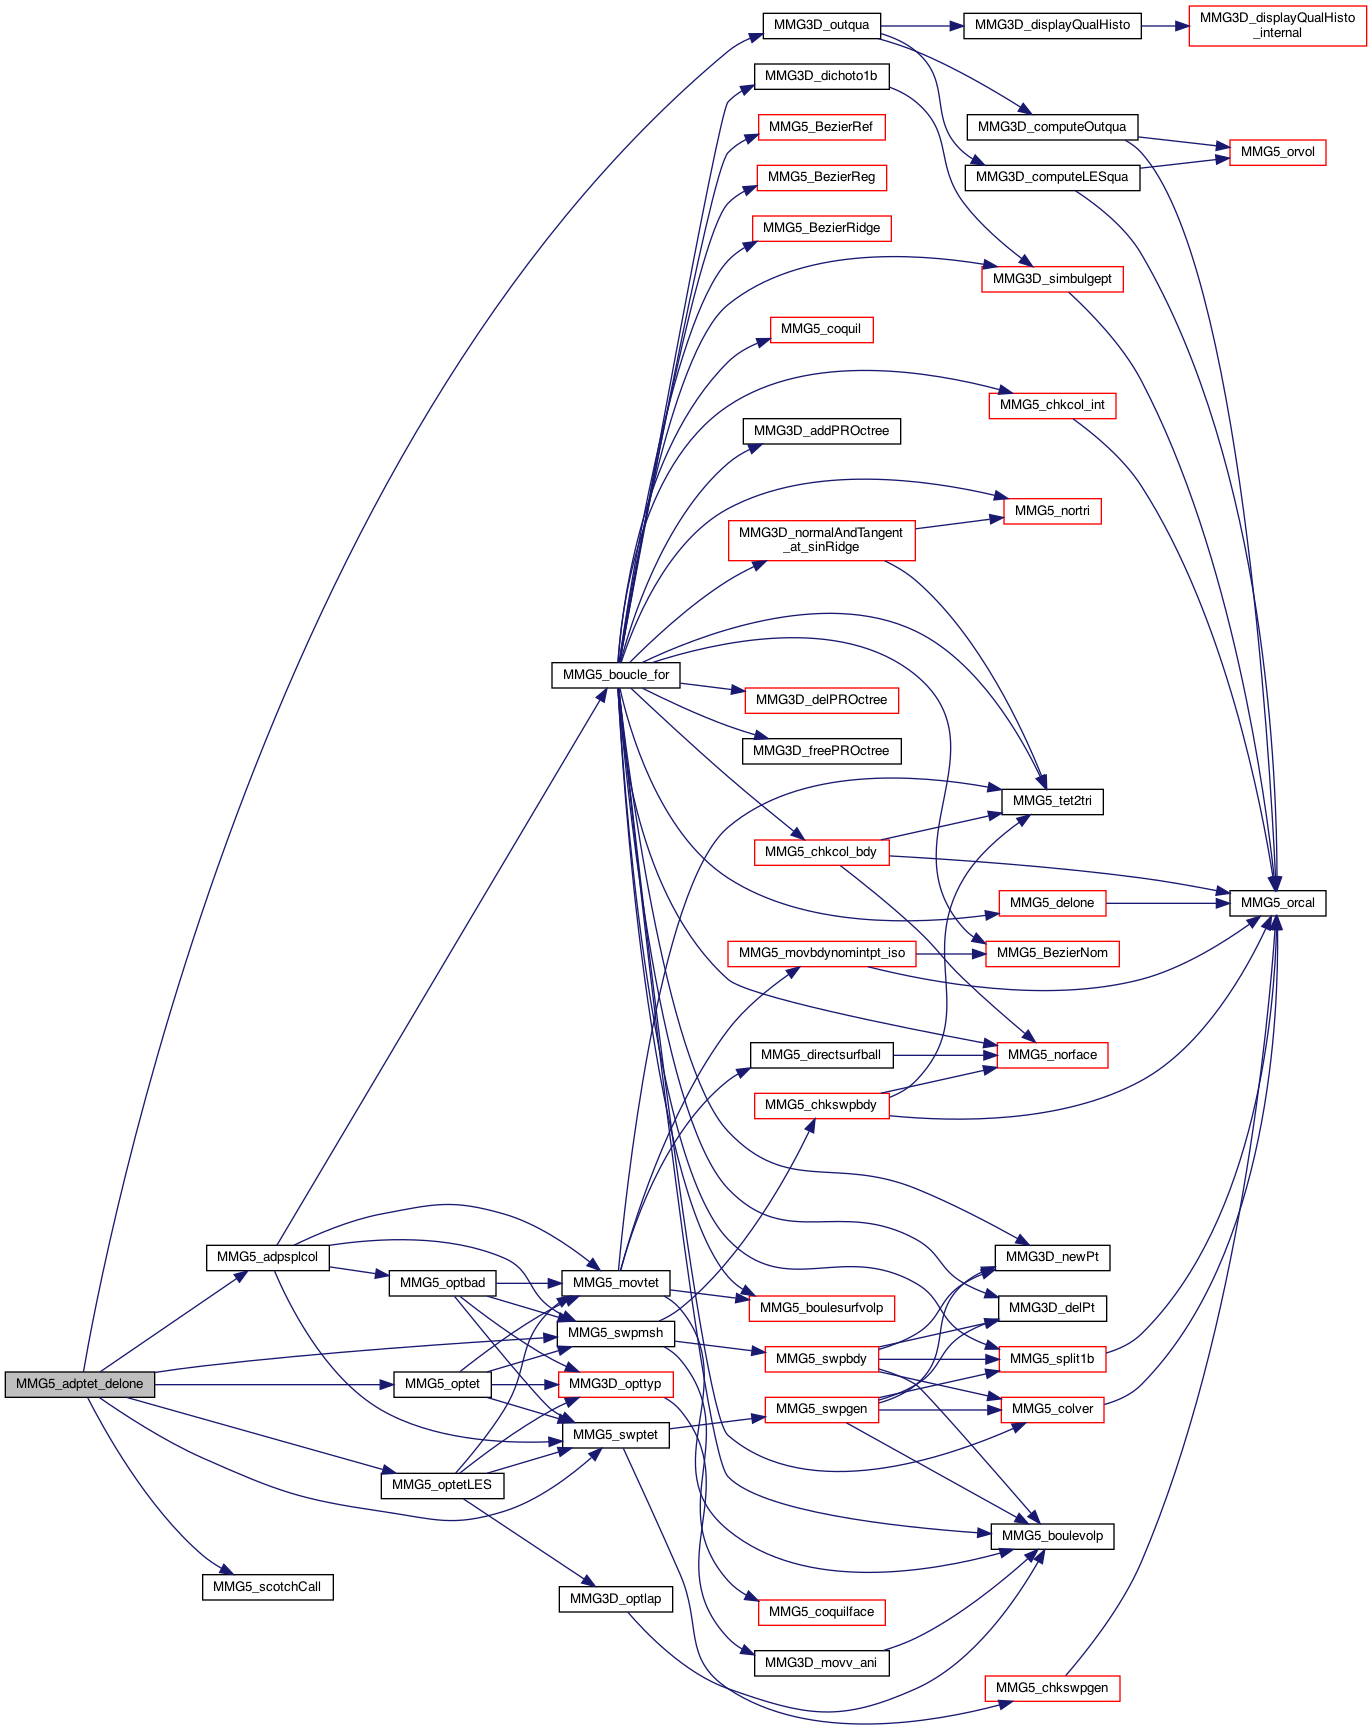 MMG3D_outqua
MMG3D_displayQualHisto
MMG3D_displayQualHisto
_internal
MMG3D_dichoto1b
MMG5_BezierRef
MMG3D_computeOutqua
MMG5_orvol
MMG5_BezierReg
MMG3D_computeLESqua
MMG5_BezierRidge
MMG3D_simbulgept
MMG5_coquil
MMG5_chkcol_int
MMG3D_addPROctree
MMG5_nortri
MMG3D_normalAndTangent
_at_sinRidge
MMG5_boucle_for
MMG3D_delPROctree
MMG3D_freePROctree
MMG5_tet2tri
MMG5_chkcol_bdy
MMG5_delone
MMG5_orcal
MMG5_movbdynomintpt_iso
MMG5_BezierNom
MMG5_directsurfball
MMG5_norface
MMG5_chkswpbdy
MMG5_adpsplcol
MMG3D_newPt
MMG5_optbad
MMG5_movtet
MMG5_boulesurfvolp
MMG3D_delPt
MMG5_swpmsh
MMG5_swpbdy
MMG5_split1b
MMG5_adptet_delone
MMG5_optet
MMG3D_opttyp
MMG5_swpgen
MMG5_colver
MMG5_swptet
MMG5_optetLES
MMG5_boulevolp
MMG5_scotchCall
MMG3D_optlap
MMG5_coquilface
MMG3D_movv_ani
MMG5_chkswpgen